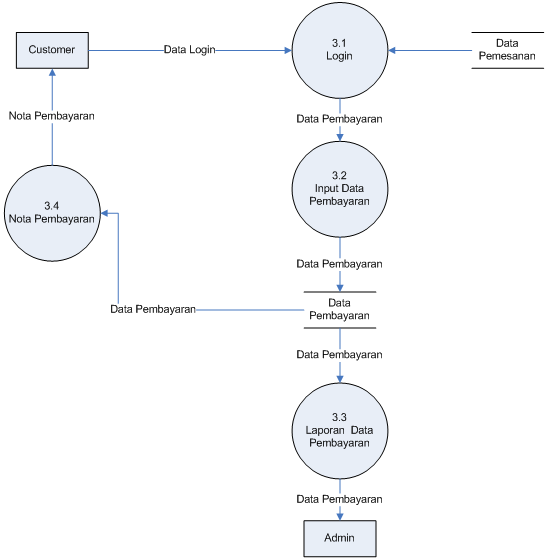 Customer
Data Login
3.1
Login
Data
Pemesanan
Nota Pembayaran
Data Pembayaran
3.4
Nota Pembayaran
3.2
Input Data
Pembayaran
Data Pembayaran
Data Pembayaran
Data
Pembayaran
Data Pembayaran
3.3
Laporan Data
Pembayaran
Data Pembayaran
Admin